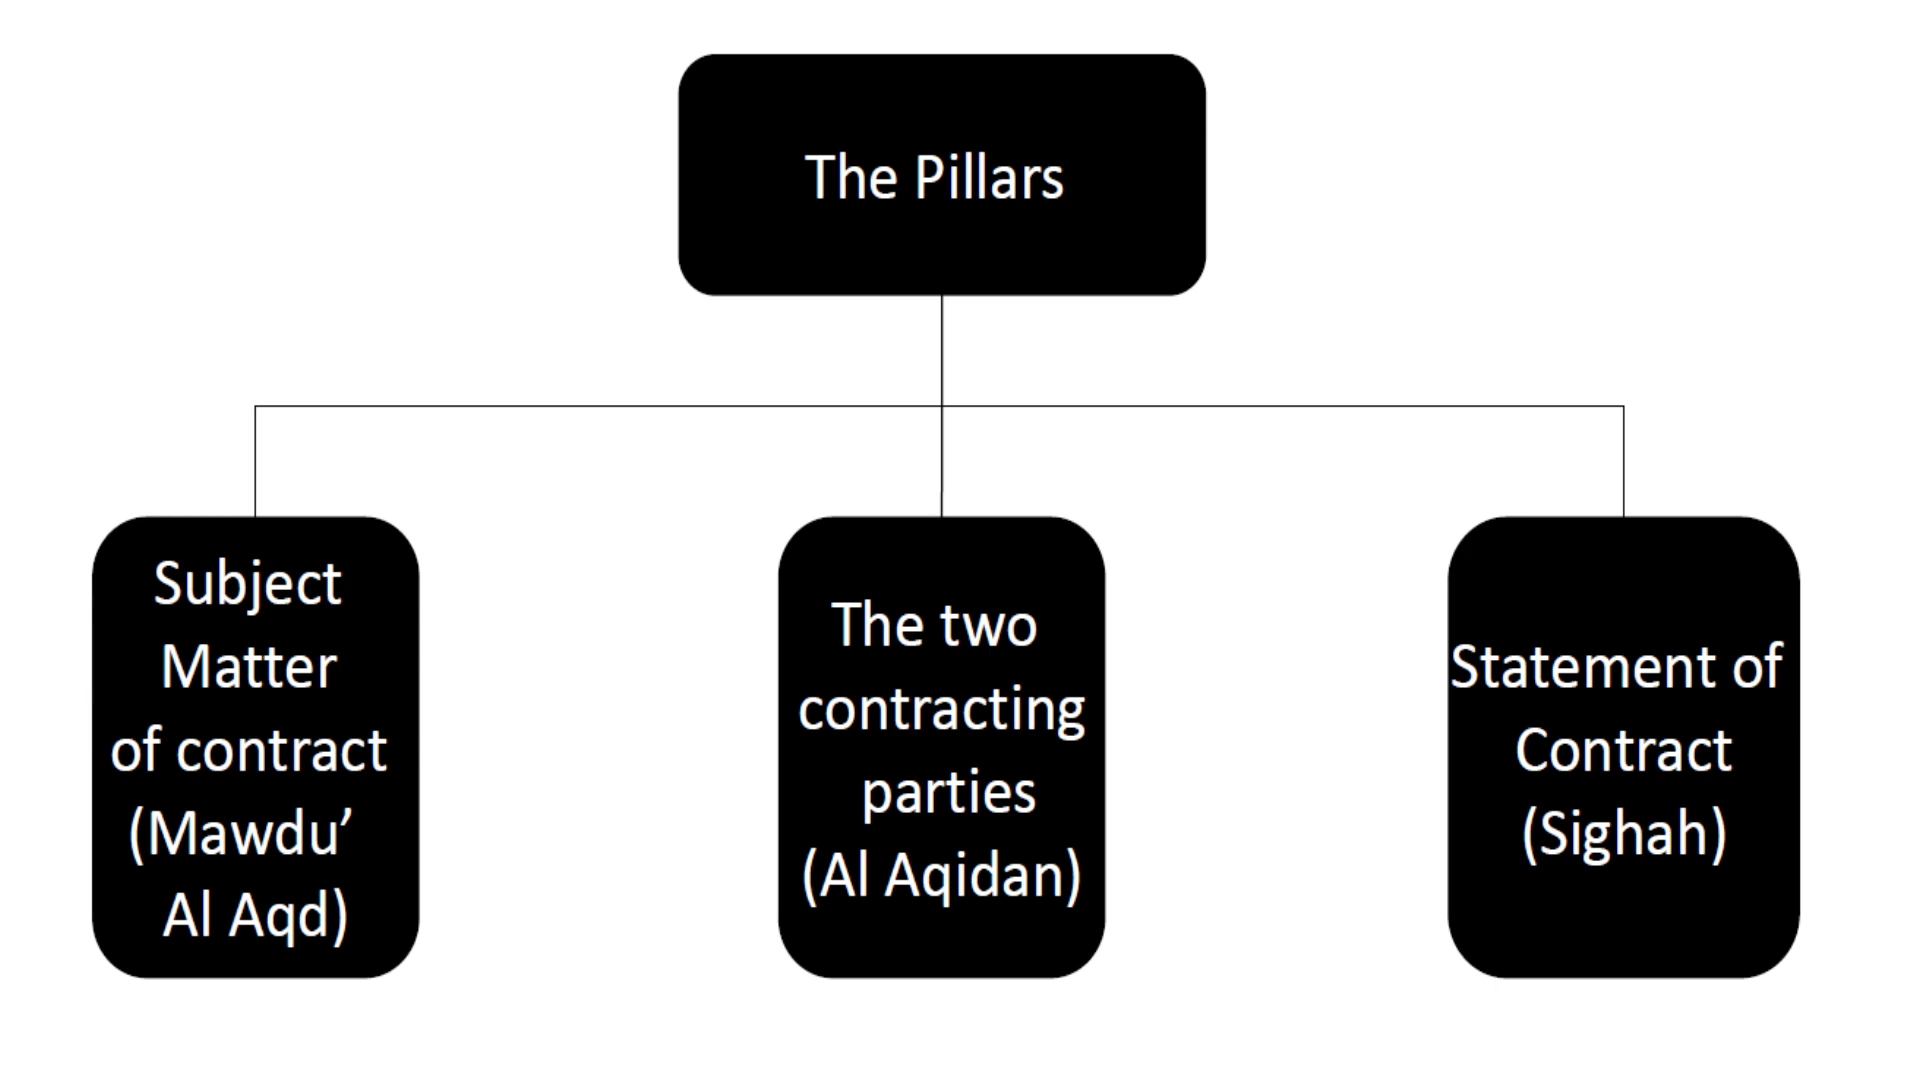 The Pillars
Subject
Matter
of contract
(Mawdu’
Al Aqd)
The two
contracting
parties
(Al Aqidan)
Statement of
Contract
(Sighah)